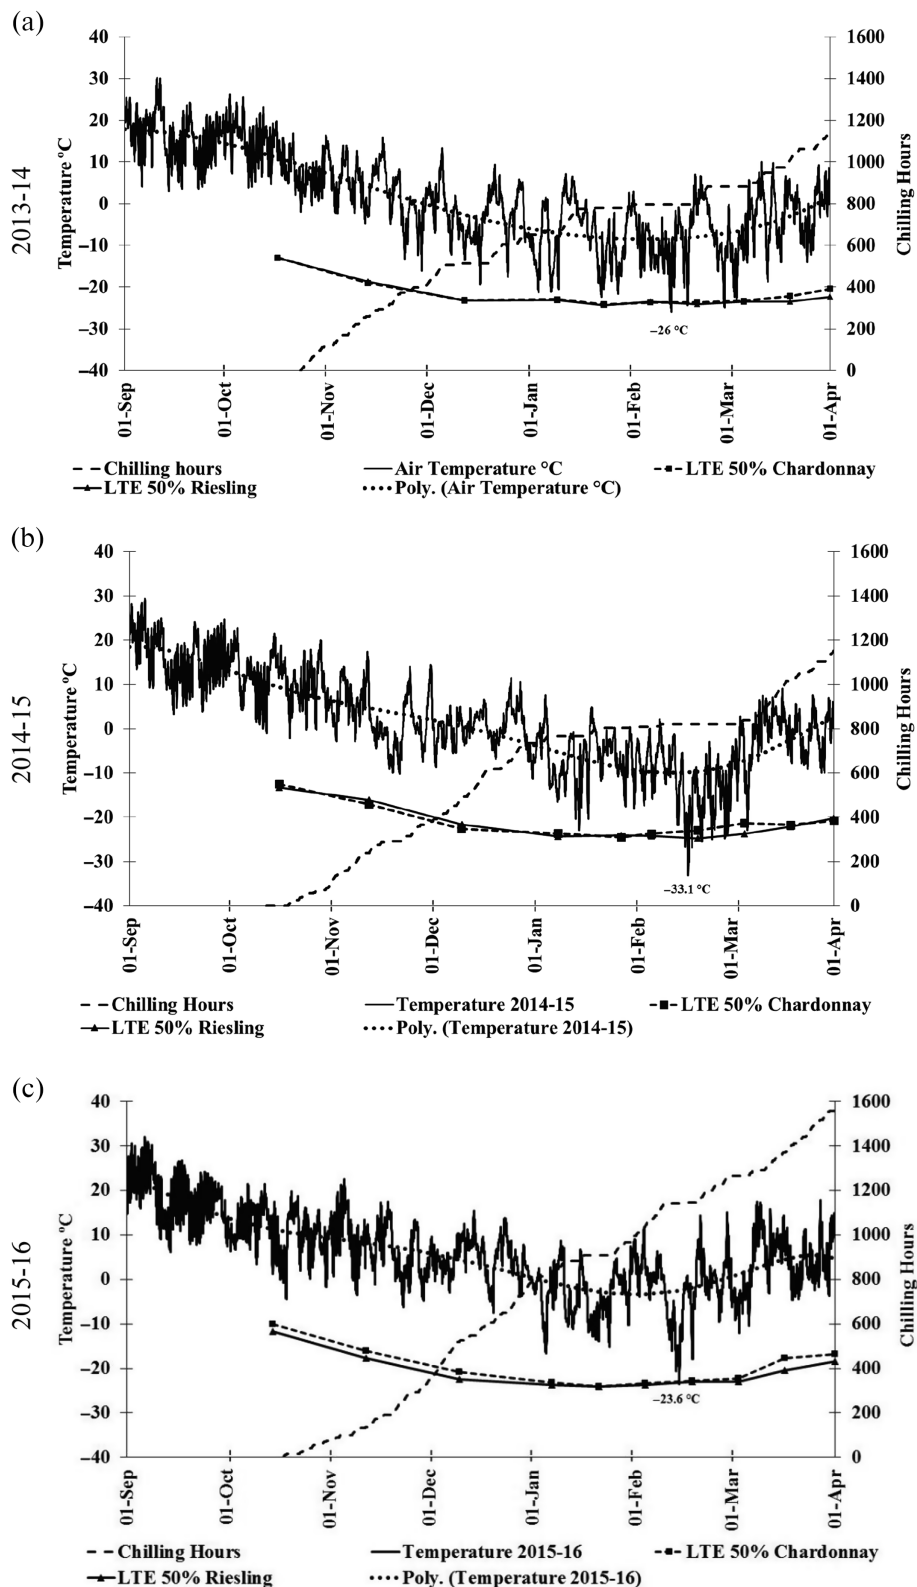 (a)
2013-14
Temperature °C
40
30
20
10
0
–10
–20
–30
–40
1600
1400
1200
1000
800
600
400
200
0
Chilling Hours
–26 °C
01-Sep
01-Oct
01-Nov
01-Dec
01-Jan
01-Feb
01-Mar
01-Apr
Chilling hours
Air Temperature °C
LTE 50% Chardonnay
LTE 50% Riesling
Poly. (Air Temperature °C)
(b)
2014-15
Temperature °C
40
30
20
10
0
–10
–20
–30
–40
1600
1400
1200
1000
800
600
400
200
0
Chilling Hours
–33.1 °C
01-Sep
01-Oct
01-Nov
01-Dec
01-Jan
01-Feb
01-Mar
01-Apr
Chilling Hours
Temperature 2014-15
LTE 50% Chardonnay
LTE 50% Riesling
Poly. (Temperature 2014-15)
(c)
2015-16
Temperature °C
40
30
20
10
0
–10
–20
–30
–40
1600
1400
1200
1000
800
600
400
200
0
Chilling Hours
–23.6 °C
01-Sep
01-Oct
01-Nov
01-Dec
01-Jan
01-Feb
01-Mar
01-Apr
Chilling Hours
Temperature 2015-16
LTE 50% Chardonnay
LTE 50% Riesling
Poly. (Temperature 2015-16)